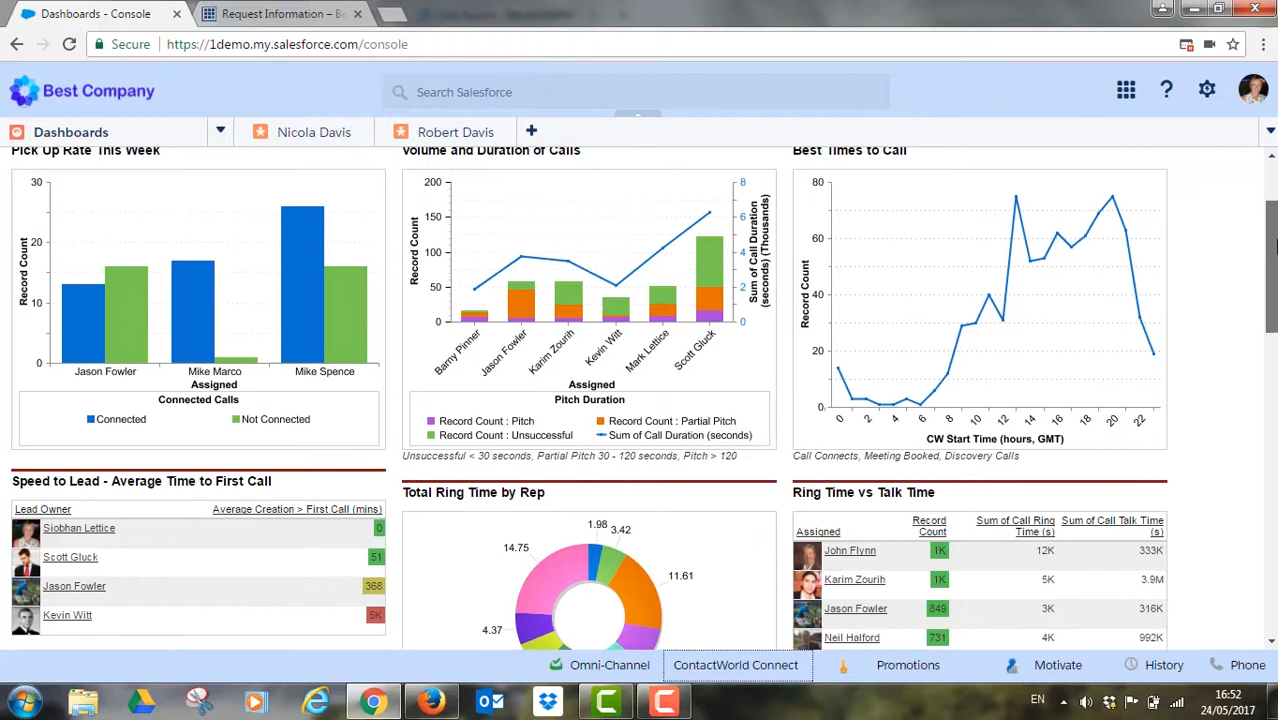 Dashboards - Console
Request Information – B
Secure
https://1demo.my.salesforce.com/console
Best Company
Search Salesforce
?
Dashboards
Nicola Davis
Robert Davis
+
Pick Up Rate This Week
30
20
10
0
Record Count
Jason Fowler
Mike Marco
Mike Spence
Assigned
Connected Calls
Connected
Not Connected
Volume and Duration of Calls
200
150
100
50
0
Record Count
8
6
4
2
0
Sum of Call Duration
(seconds) (Thousands)
Barry Pinner
Jason Fowler
Karim Zourih
Kevin Witt
Mark Lettice
Scott Gluck
Assigned
Pitch Duration
Record Count : Pitch
Record Count : Partial Pitch
Record Count : Unsuccessful
Sum of Call Duration (seconds)
Unsuccessful < 30 seconds, Partial Pitch 30 - 120 seconds, Pitch > 120
Best Times to Call
80
60
40
20
0
Record Count
0
2
4
6
8
10
12
14
16
18
20
22
CW Start Time (hours, GMT)
Call Connects, Meeting Booked, Discovery Calls
Speed to Lead - Average Time to First Call
Lead Owner
Average Creation > First Call (mins)
Siobhan Lettice
0
Scott Gluck
51
Jason Fowler
368
Kevin Witt
5K
Total Ring Time by Rep
1.98
3.42
14.75
11.61
4.37
Ring Time vs Talk Time
Assigned
Record
Count
Sum of Call Ring
Time (s)
Sum of Call Talk Time
(s)
John Flynn
1K
12K
333K
Karim Zourih
1K
5K
3.9M
Jason Fowler
849
3K
316K
Neil Halford
731
4K
992K
Omni-Channel
ContactWorld Connect
Promotions
Motivate
History
Phone
EN
16:52
24/05/2017